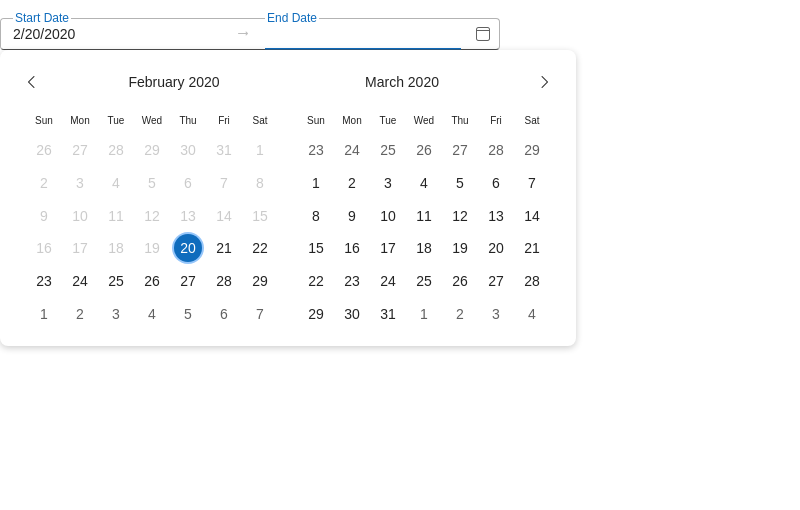 Start Date End Date
2/20/2020 →
February 2020 March 2020
Sun Mon Tue Wed Thu Fri Sat Sun Mon Tue Wed Thu Fri Sat
26 27 28 29 30 31 1 23 24 25 26 27 28 29
2 3 4 5 6 7 8 1 2 3 4 5 6 7
9 10 11 12 13 14 15 8 9 10 11 12 13 14
16 17 18 19 20 21 22 15 16 17 18 19 20 21
23 24 25 26 27 28 29 22 23 24 25 26 27 28
1 2 3 4 5 6 7 29 30 31 1 2 3 4